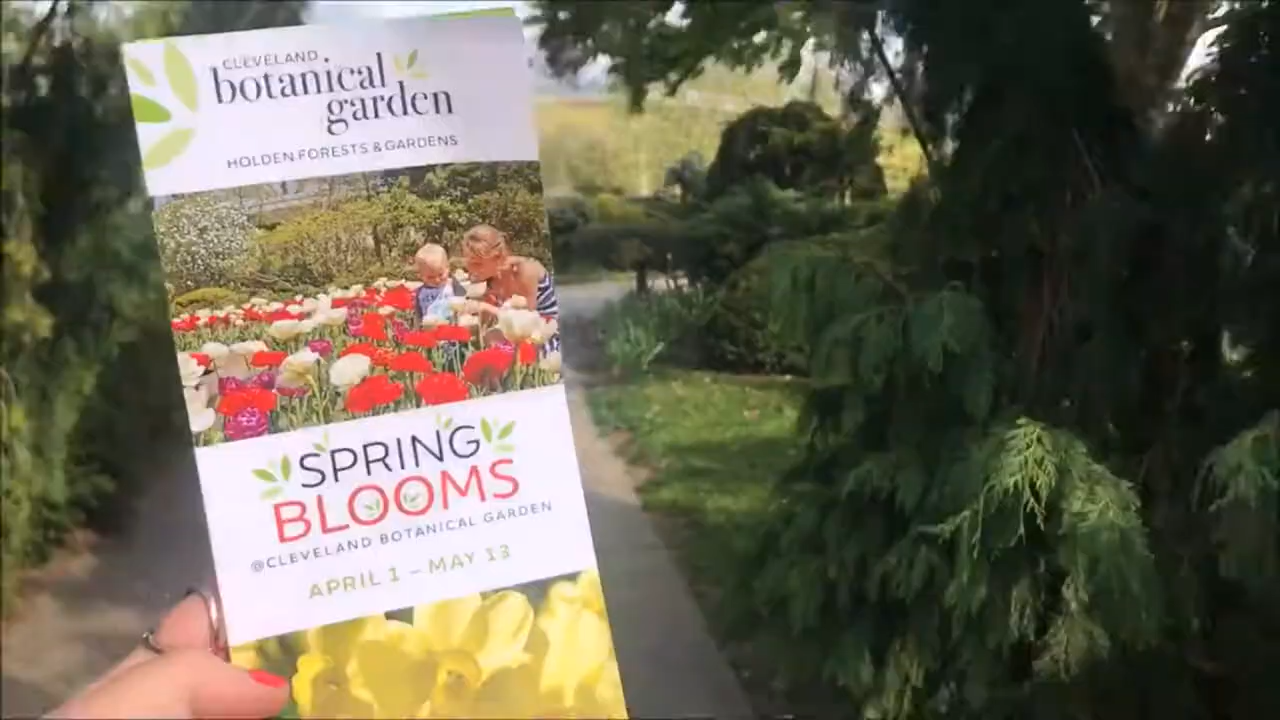 CLEVELAND
botanical
garden
HOLDEN FORESTS & GARDENS
SPRING
BLOOMS
@CLEVELAND BOTANICAL GARDEN
APRIL 1 – MAY 13